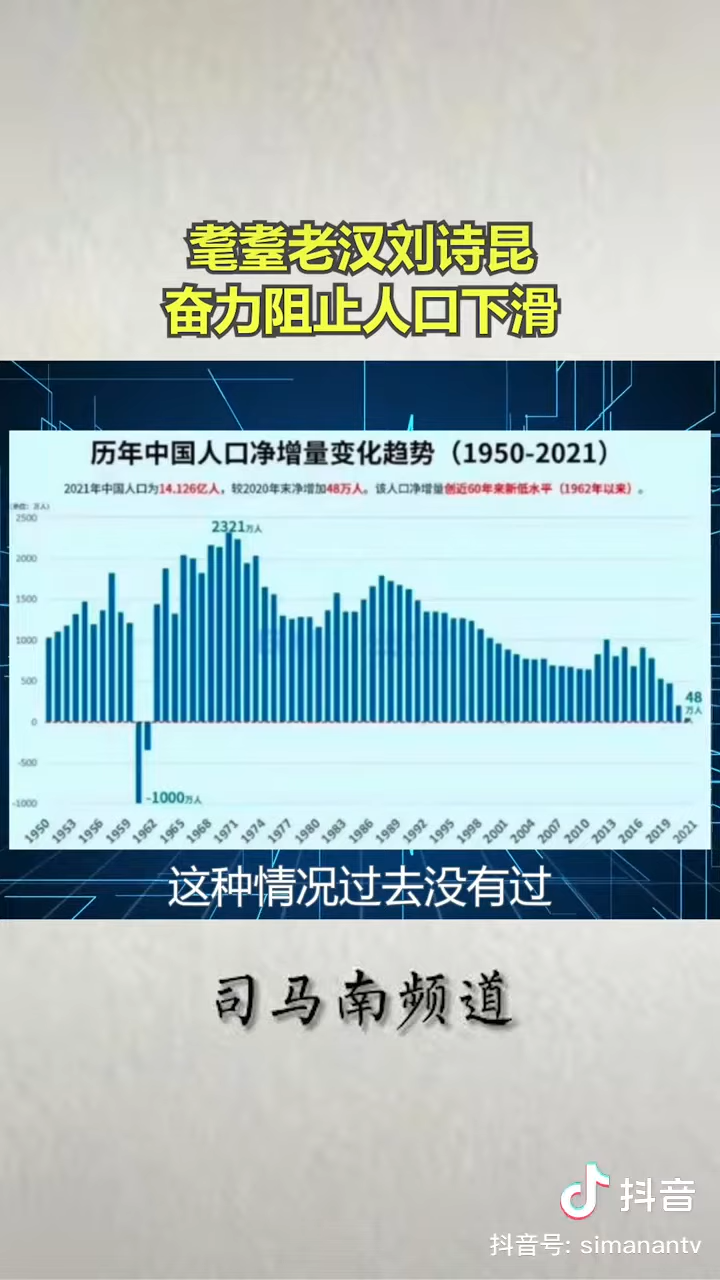 耄耋老汉刘诗昆
奋力阻止人口下滑
历年中国人口净增量变化趋势（1950-2021）
2021年中国人口为14.126亿人，较2020年末净增加48万人。该人口净增量创近60年来新低水平（1962年以来）。
(单位：万人)
2500
2321万人
2000
1500
1000
500
48
万人
0
-500
-1000
-1000万人
1950 1953 1956 1959 1962 1965 1968 1971 1974 1977 1980 1983 1986 1989 1992 1995 1998 2001 2004 2007 2010 2013 2016 2019 2021
这种情况过去没有过
司马南频道
抖音
抖音号: simanantv